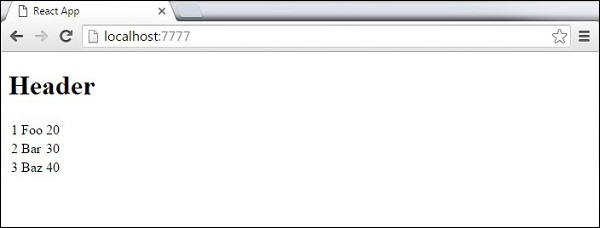 React App
localhost:7777
Header
1 Foo 20
2 Bar 30
3 Baz 40